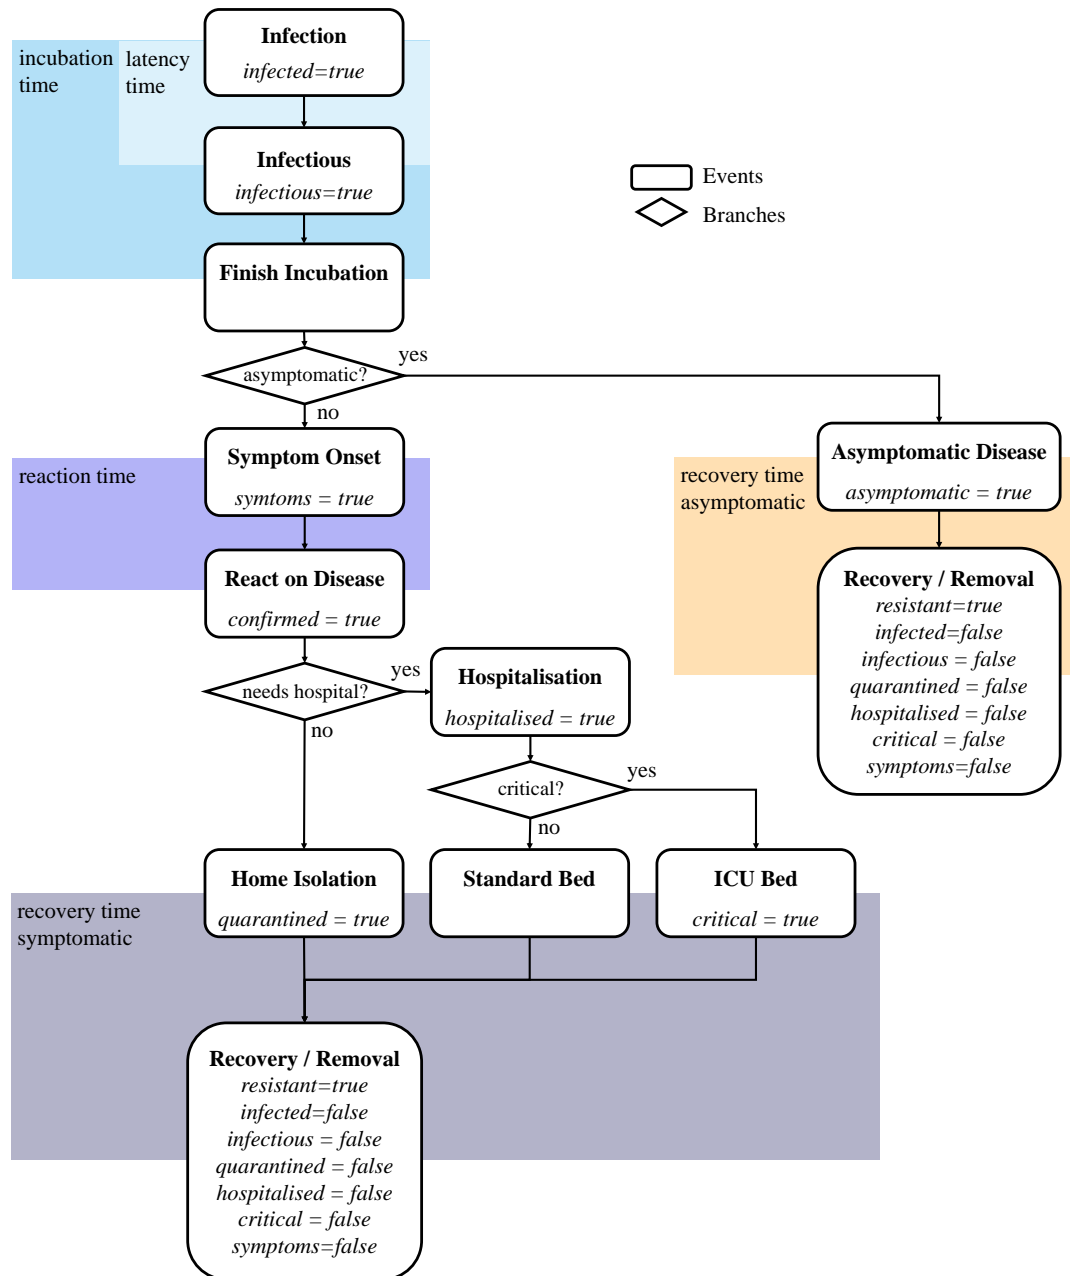 Infection
infected=true
incubation
time
latency
time
Infectious
infectious=true
Events
Branches
Finish Incubation
asymptomatic?
yes
no
Symptom Onset
symtoms = true
reaction time
Asymptomatic Disease
asymptomatic = true
recovery time
asymptomatic
React on Disease
confirmed = true
Recovery / Removal
resistant=true
infected=false
infectious = false
quarantined = false
hospitalised = false
critical = false
symptoms=false
needs hospital?
yes
no
Hospitalisation
hospitalised = true
critical?
yes
no
Home Isolation
quarantined = true
Standard Bed
ICU Bed
critical = true
recovery time
symptomatic
Recovery / Removal
resistant=true
infected=false
infectious = false
quarantined = false
hospitalised = false
critical = false
symptoms=false